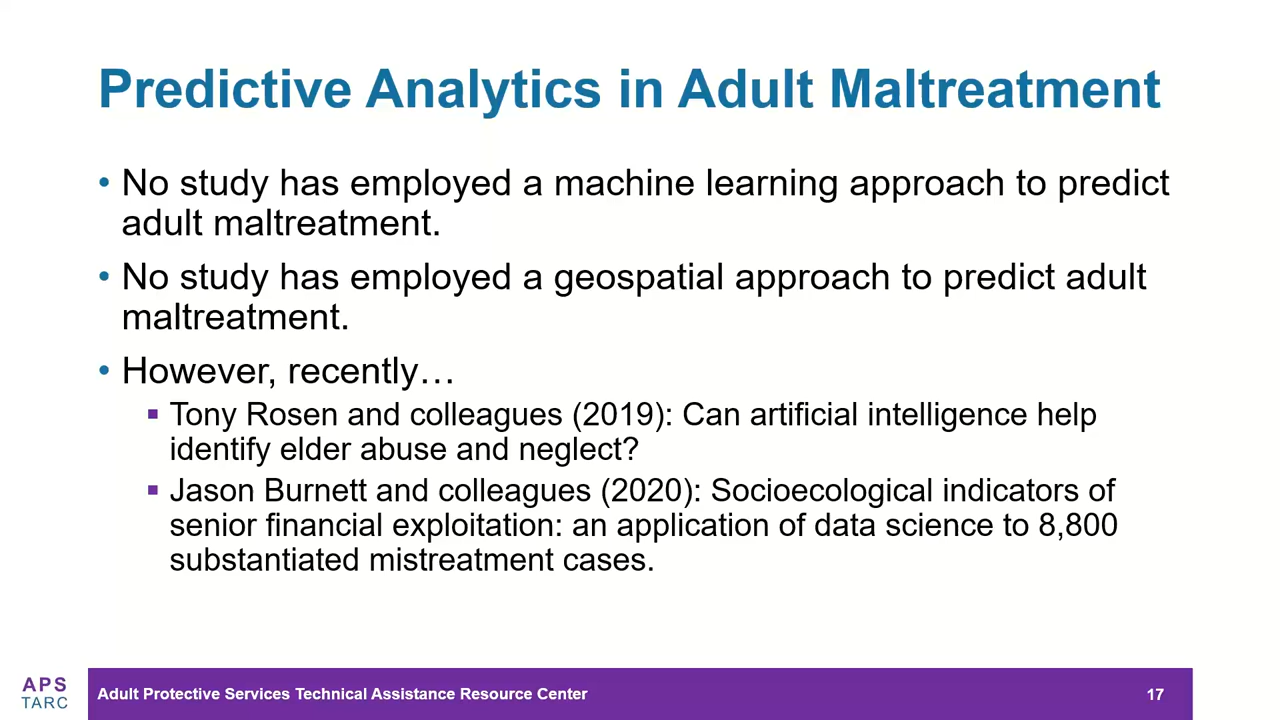 Predictive Analytics in Adult Maltreatment
• No study has employed a machine learning approach to predict
adult maltreatment.
• No study has employed a geospatial approach to predict adult
maltreatment.
• However, recently…
▪ Tony Rosen and colleagues (2019): Can artificial intelligence help
identify elder abuse and neglect?
▪ Jason Burnett and colleagues (2020): Socioecological indicators of
senior financial exploitation: an application of data science to 8,800
substantiated mistreatment cases.
APS
TARC
Adult Protective Services Technical Assistance Resource Center
17